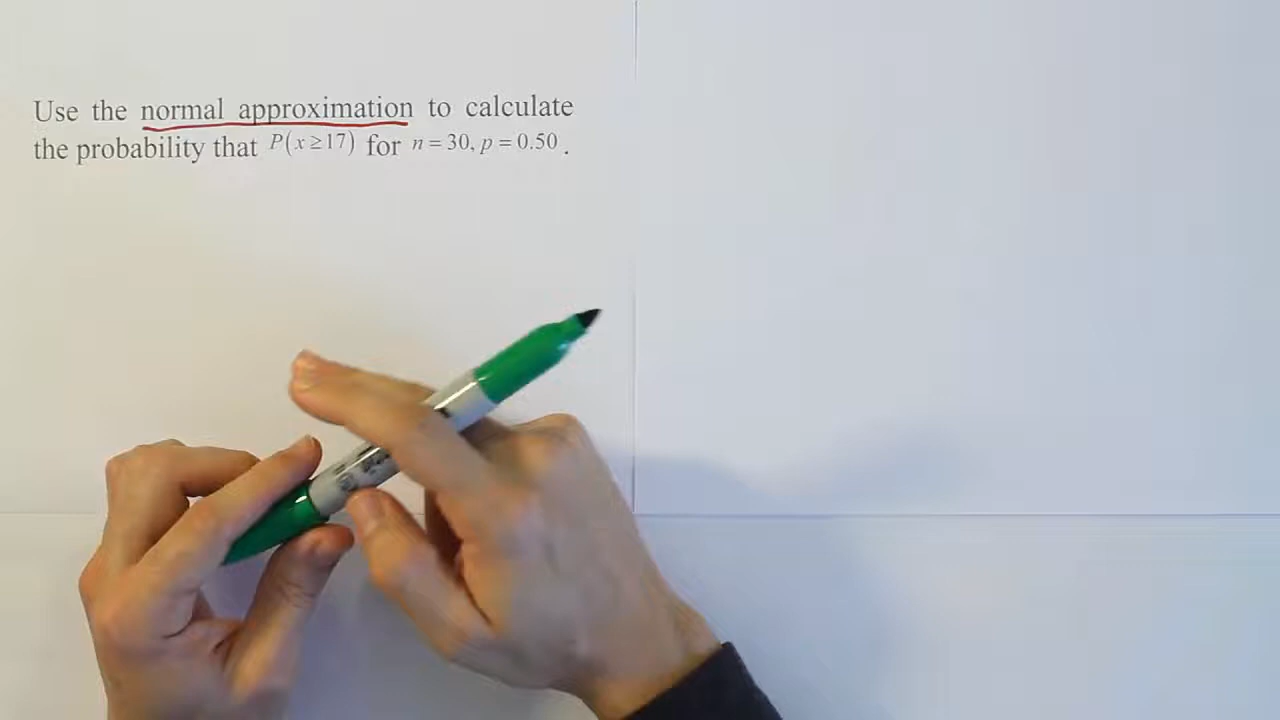 Use the normal approximation to calculate
the probability that P(x ≥ 17) for n = 30, p = 0.50 .